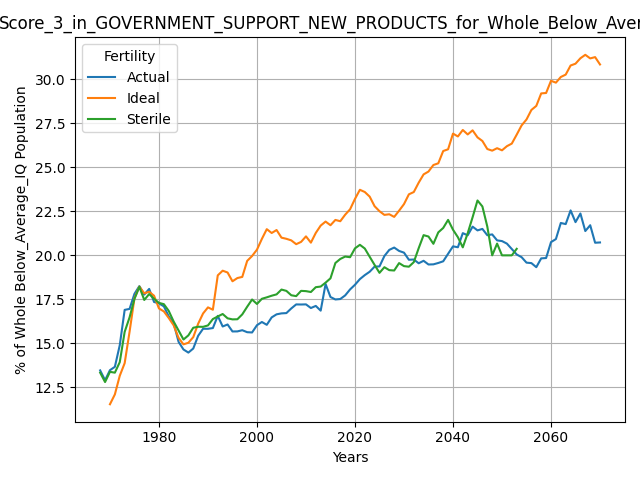 Score_3_in_GOVERNMENT_SUPPORT_NEW_PRODUCTS_for_Whole_Below_Aver
Fertility
Actual
Ideal
Sterile
% of Whole Below_Average_IQ Population
30.0
27.5
25.0
22.5
20.0
17.5
15.0
12.5
1980 2000 2020 2040 2060
Years